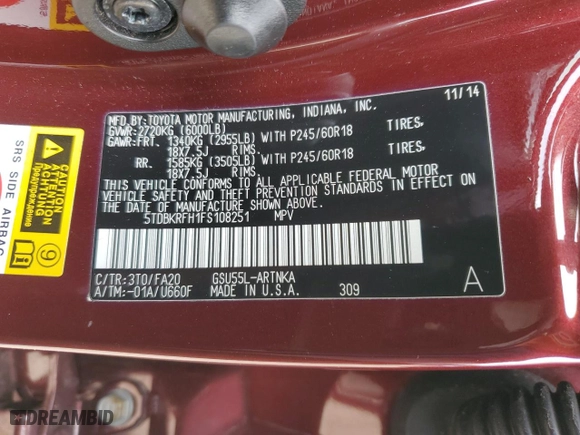 11/14
MFD.BY:TOYOTA MOTOR MANUFACTURING, INDIANA, INC.
GVWR:2720KG (6000LB)
GAWR:FRT. 1340KG (2955LB) WITH P245/60R18 TIRES,
18X7.5J RIMS,
RR. 1585KG (3505LB) WITH P245/60R18 TIRES,
18X7.5J RIMS.
THIS VEHICLE CONFORMS TO ALL APPLICABLE FEDERAL MOTOR
VEHICLE SAFETY AND THEFT PREVENTION STANDARDS IN EFFECT ON
THE DATE OF MANUFACTURE SHOWN ABOVE.
5TDBKRFH1FS108251 MPV
C/TR:3T0/FA20 GSU55L-ARTNKA
A/TM:-01A/U660F MADE IN U.S.A. 309 A
SRS SIDE AIRBAG
Предупреждение
9
DREAMBID